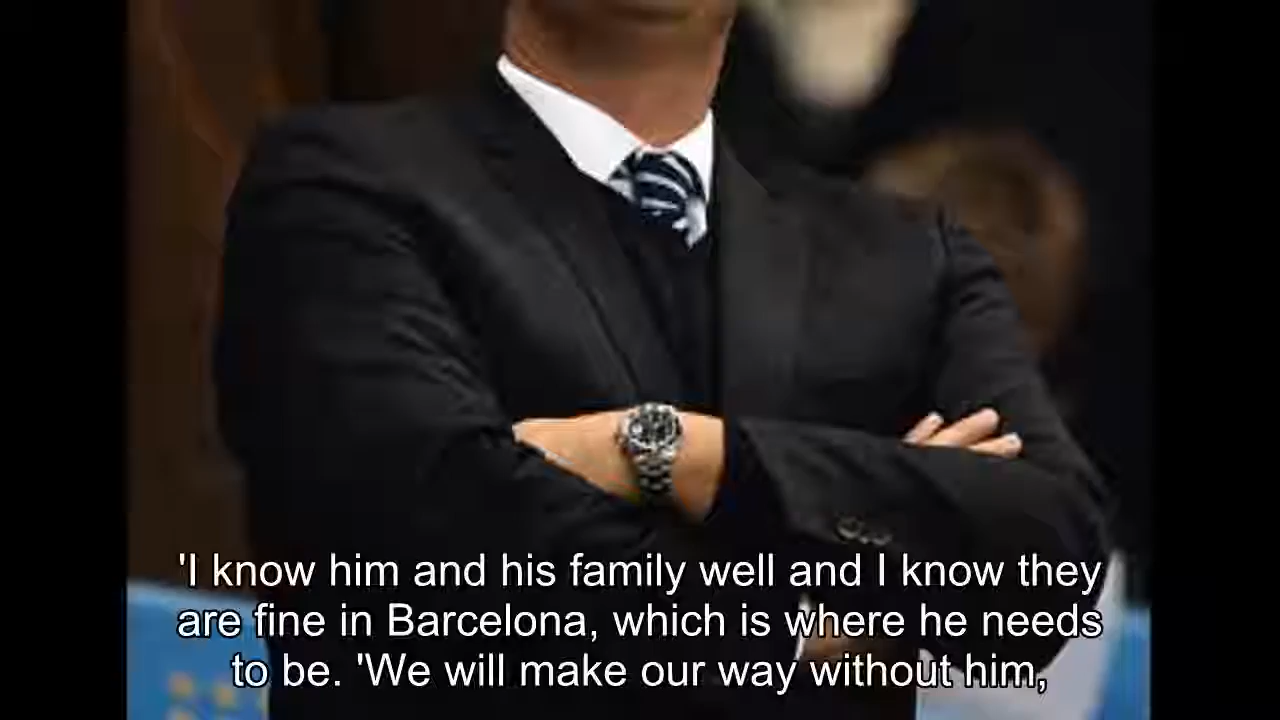 'I know him and his family well and I know they
are fine in Barcelona, which is where he needs
to be. 'We will make our way without him,